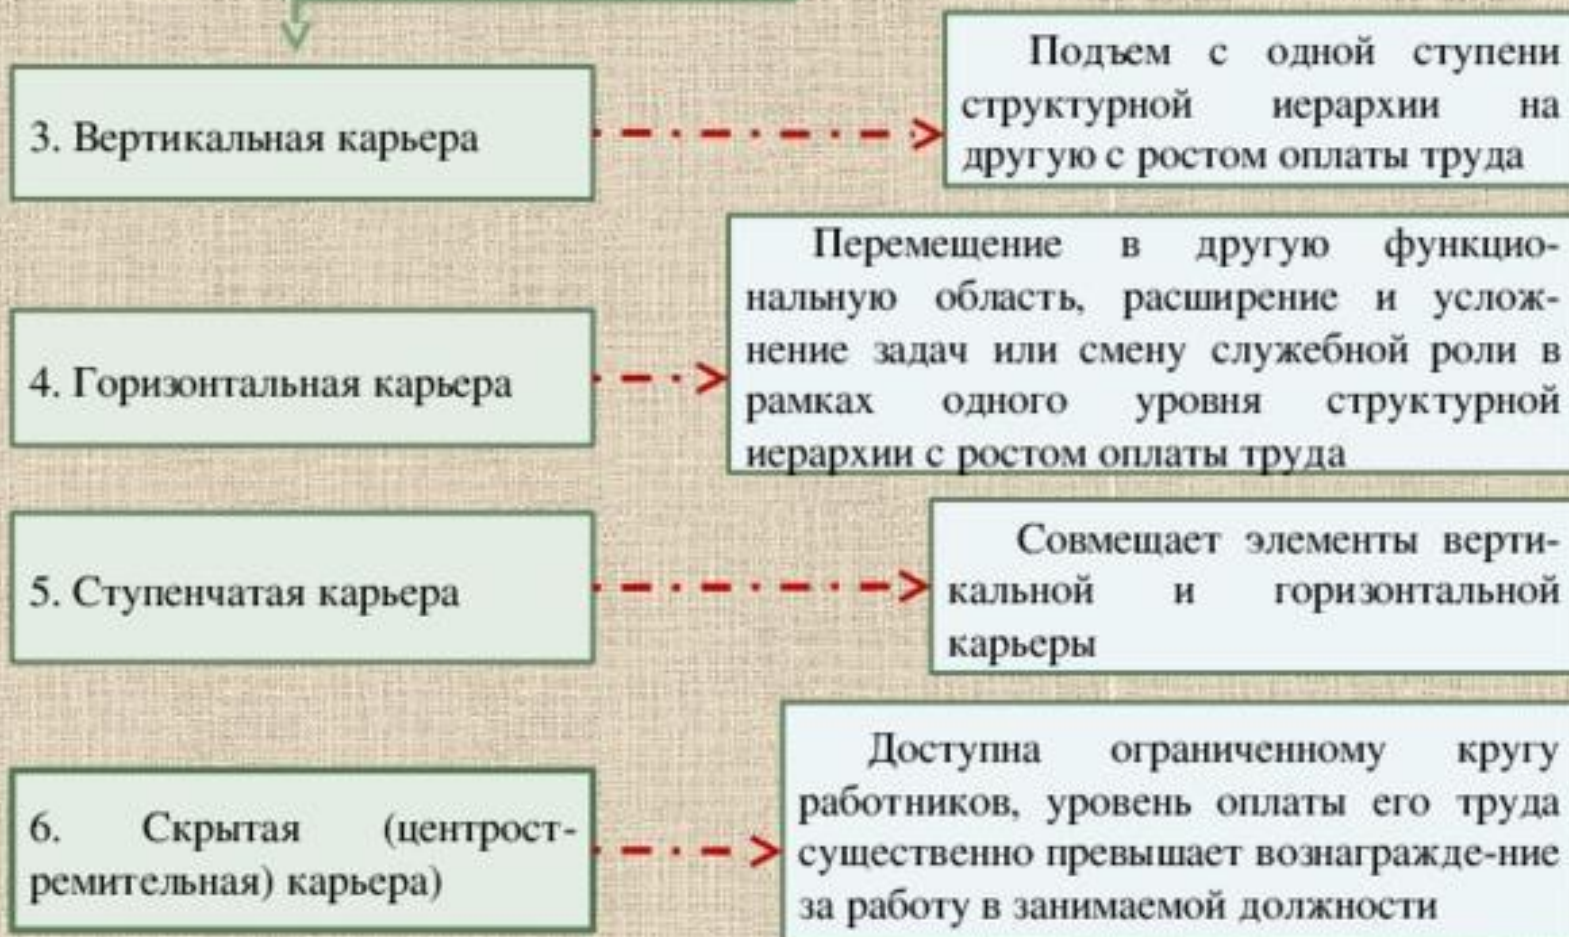 3. Вертикальная карьера
Подъем с одной ступени
структурной иерархии на
другую с ростом оплаты труда
4. Горизонтальная карьера
Перемещение в другую функцио-
нальную область, расширение и услож-
нение задач или смену служебной роли в
рамках одного уровня структурной
иерархии с ростом оплаты труда
5. Ступенчатая карьера
Совмещает элементы верти-
кальной и горизонтальной
карьеры
6. Скрытая (центрост-
ремительная) карьера)
Доступна ограниченному кругу
работников, уровень оплаты его труда
существенно превышает вознагражде-ние
за работу в занимаемой должности